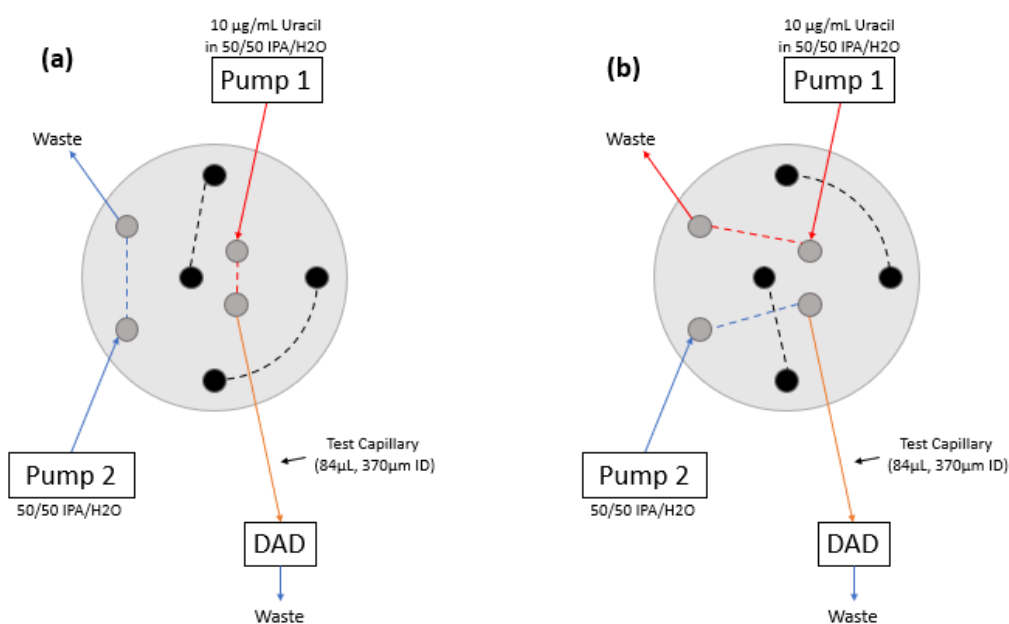 (a)
10 µg/mL Uracil
in 50/50 IPA/H2O
Pump 1
Waste
Pump 2
50/50 IPA/H2O
Test Capillary
(84µL, 370µm ID)
DAD
Waste
(b)
10 µg/mL Uracil
in 50/50 IPA/H2O
Pump 1
Waste
Pump 2
50/50 IPA/H2O
Test Capillary
(84µL, 370µm ID)
DAD
Waste